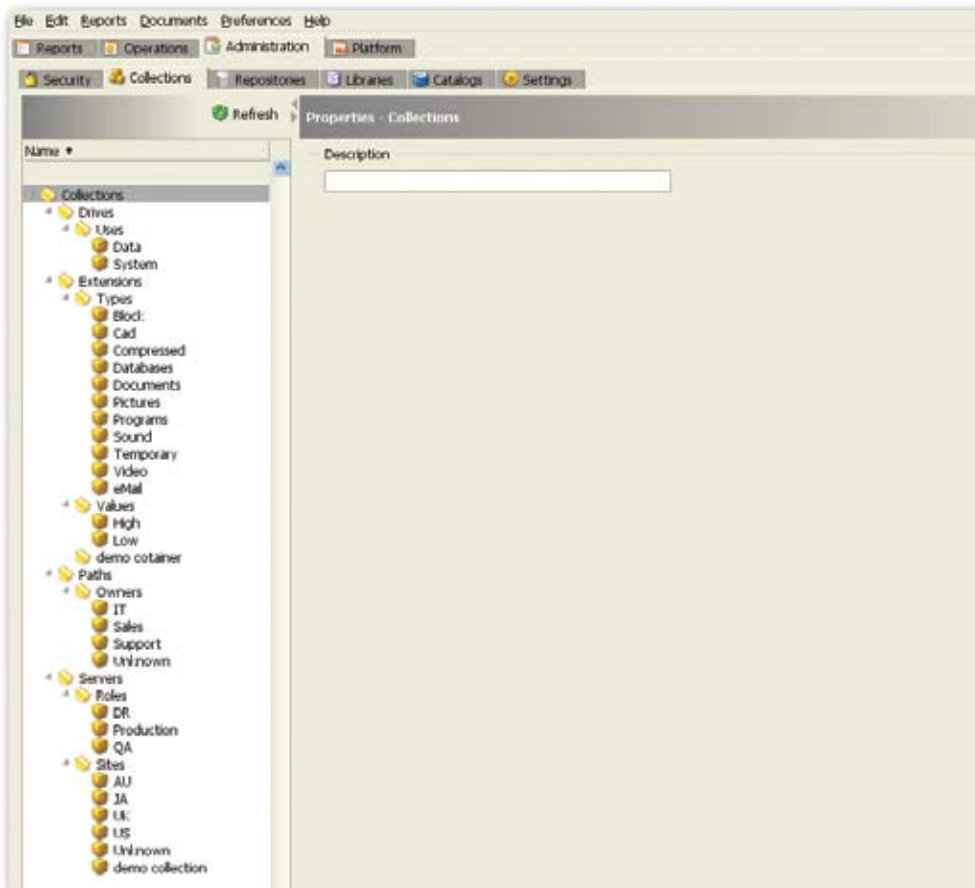 File Edit Reports Documents Preferences Help
Reports Operations Administration Platform
Security Collections Repositories Libraries Catalogs Settings
Refresh Properties - Collections
Name
Description
Collections
Drives
Uses
Data
System
Extensions
Types
Block
Cad
Compressed
Databases
Documents
Pictures
Programs
Sound
Temporary
Video
eMail
Values
High
Low
demo cotainer
Paths
Owners
IT
Sales
Support
Unknown
Servers
Roles
DR
Production
QA
Sites
AU
JA
UK
US
Unknown
demo collection